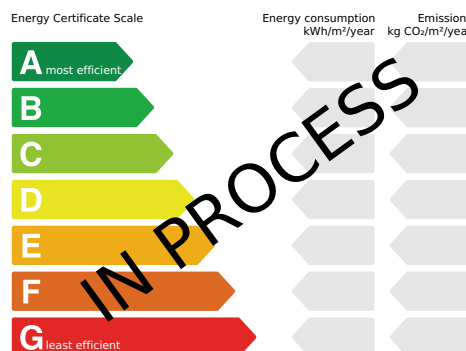 Energy Certificate Scale
Energy consumption
kWh/m²/year
Emission
kg CO₂/m²/year
A most efficient
B
C
D
E
F
G least efficient
IN PROCESS